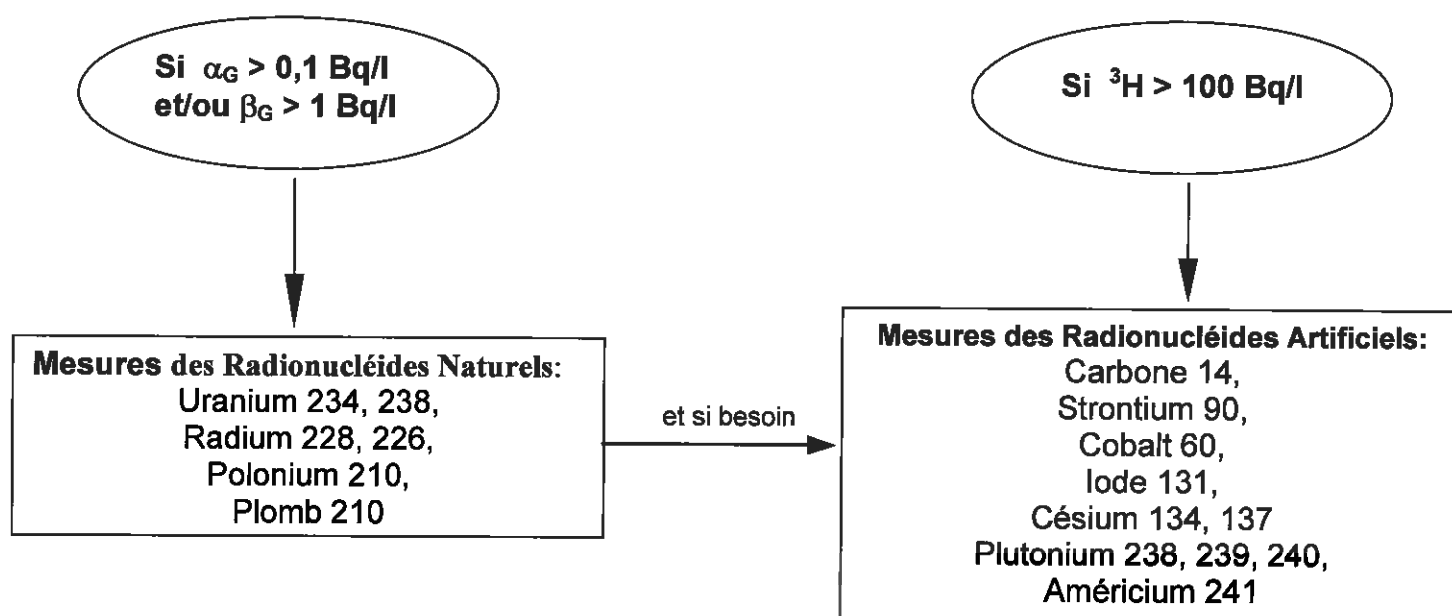 Si α_G > 0,1 Bq/l
et/ou β_G > 1 Bq/l
Si ³H > 100 Bq/l
Mesures des Radionucléides Naturels:
Uranium 234, 238,
Radium 228, 226,
Polonium 210,
Plomb 210
et si besoin
Mesures des Radionucléides Artificiels:
Carbone 14,
Strontium 90,
Cobalt 60,
Iode 131,
Césium 134, 137
Plutonium 238, 239, 240,
Américium 241